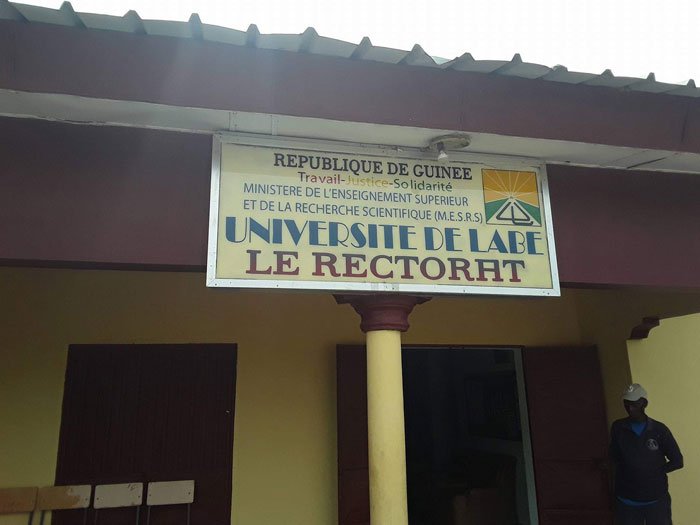 REPUBLIQUE DE GUINEE
Travail-Justice-Solidarité
MINISTERE DE L'ENSEIGNEMENT SUPERIEUR
ET DE LA RECHERCHE SCIENTIFIQUE (M.E.S.R.S)
UNIVERSITE DE LABE
LE RECTORAT